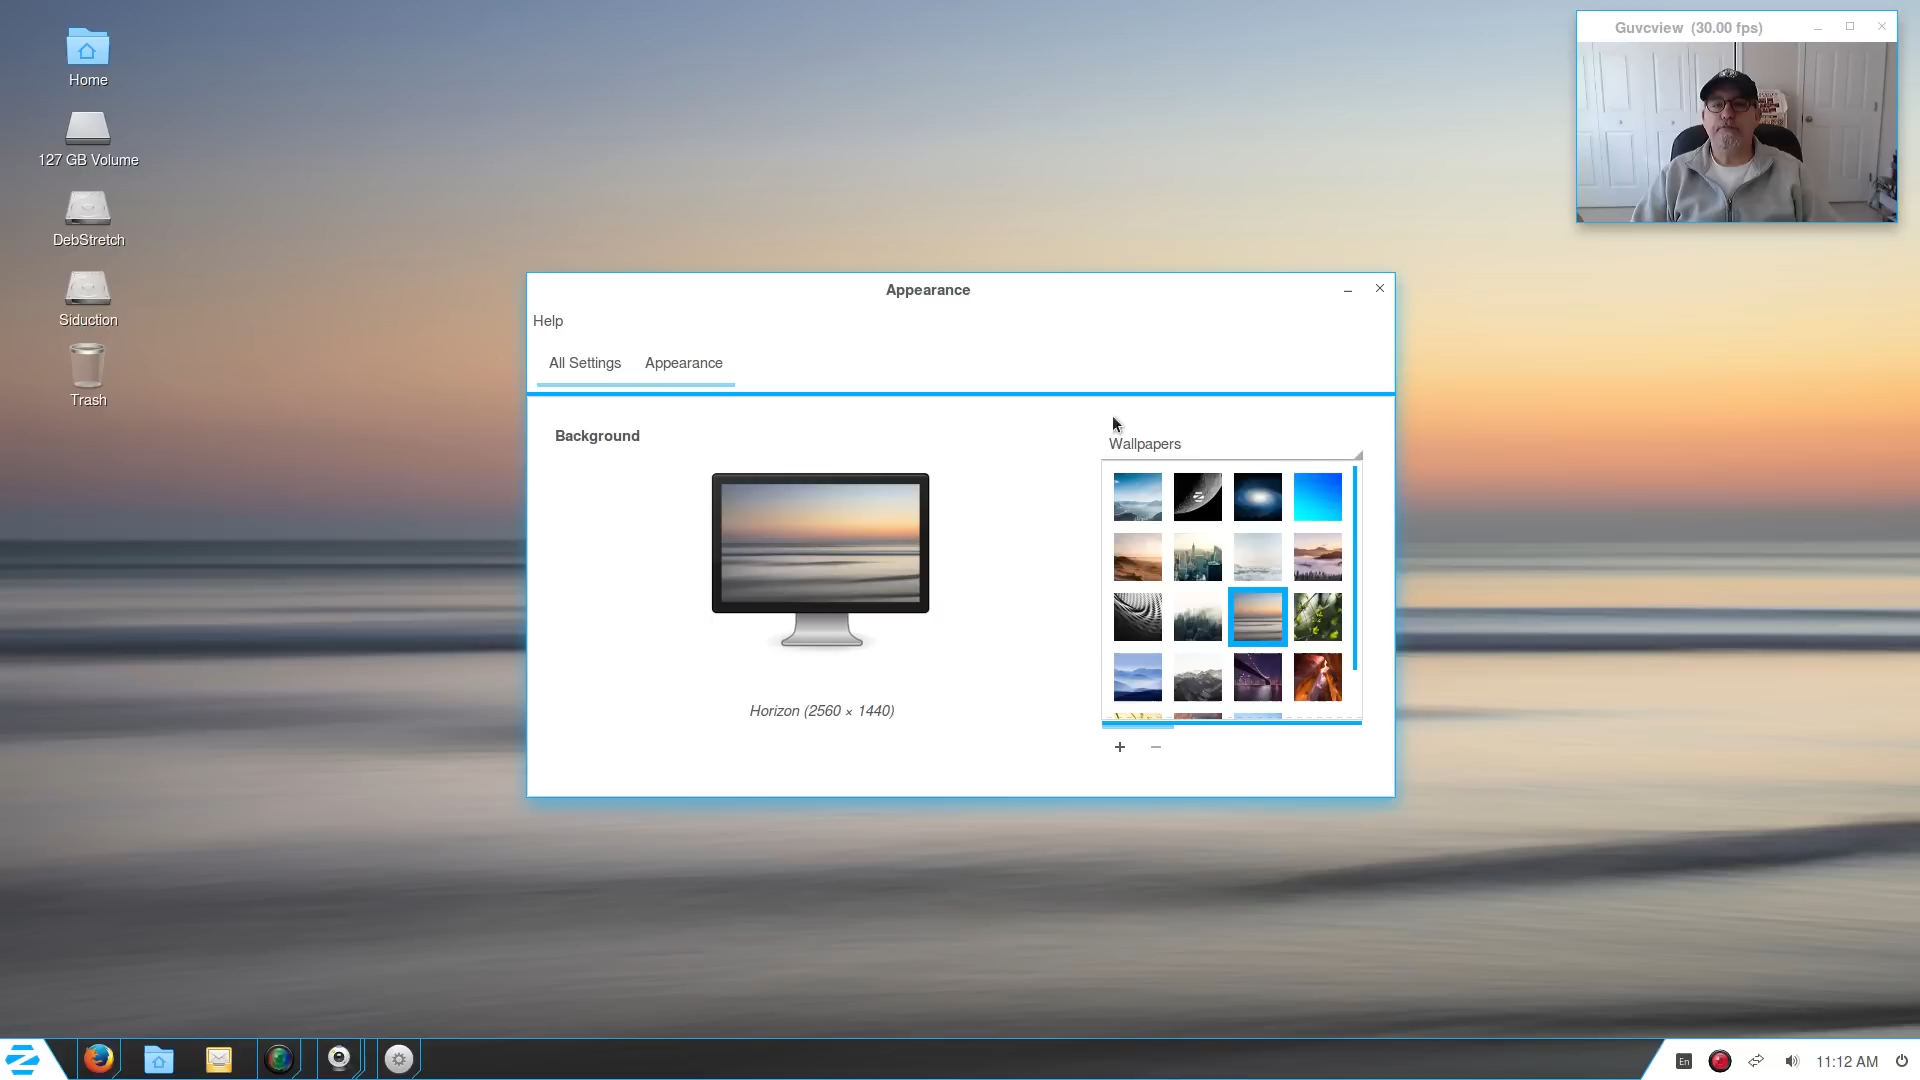 Home
127 GB Volume
DebStretch
Siduction
Trash
Guvcview (30.00 fps)
Appearance
Help
All Settings
Appearance
Background
Wallpapers
Horizon (2560 × 1440)
En
11:12 AM